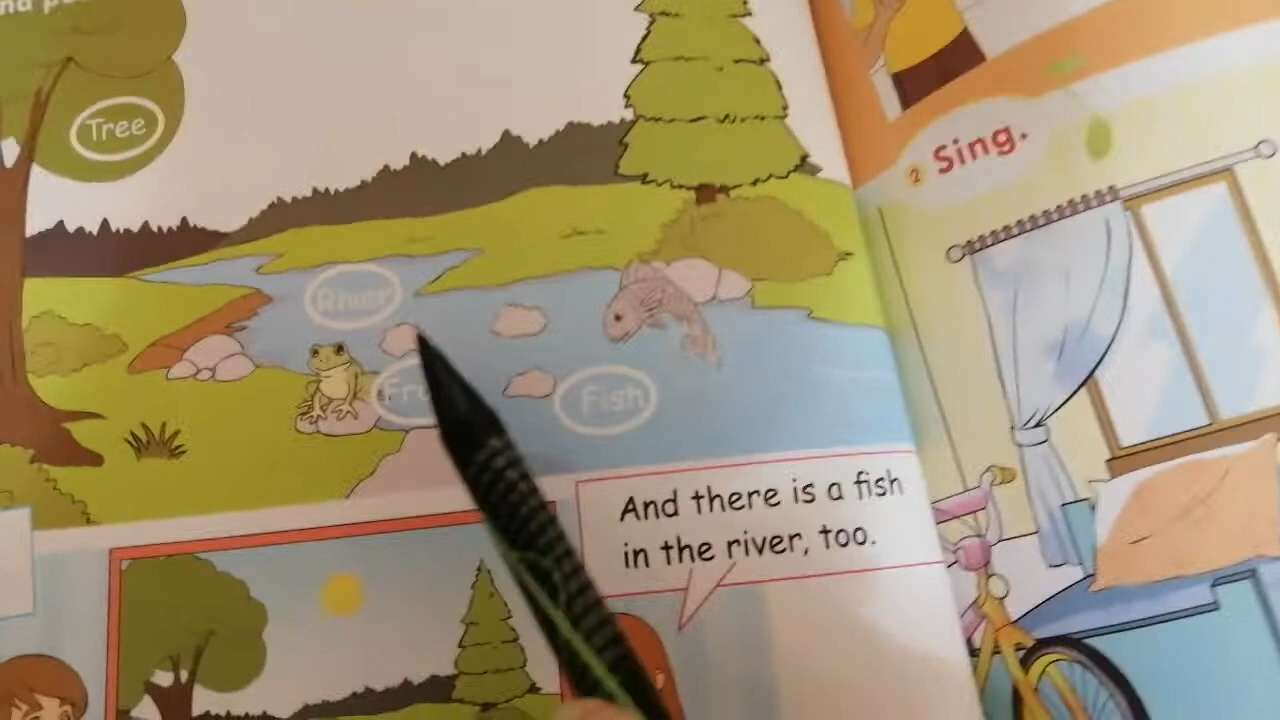 Tree
River
Fish
And there is a fish
in the river, too.
2 Sing.